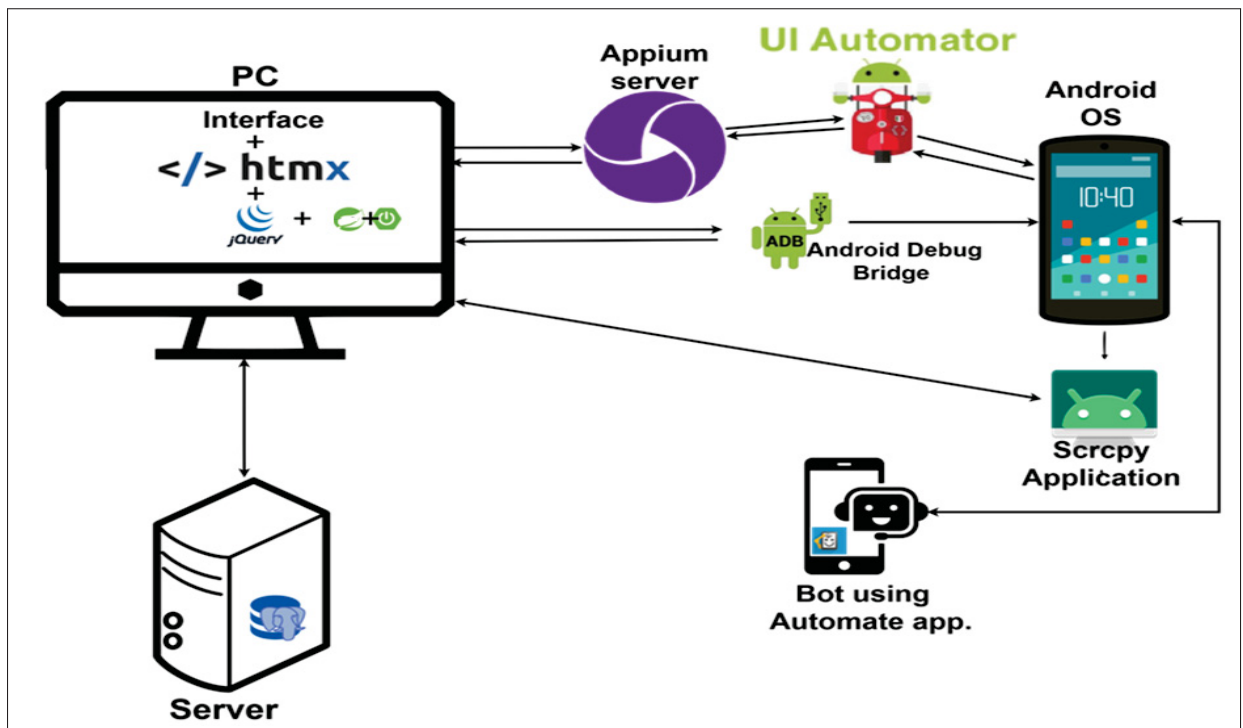 PC
Interface
+
</> htmx
+
jQuery + +
Appium
server
UI Automator
Android
OS
10:40
ADB
Android Debug
Bridge
Scrcpy
Application
Bot using
Automate app.
Server